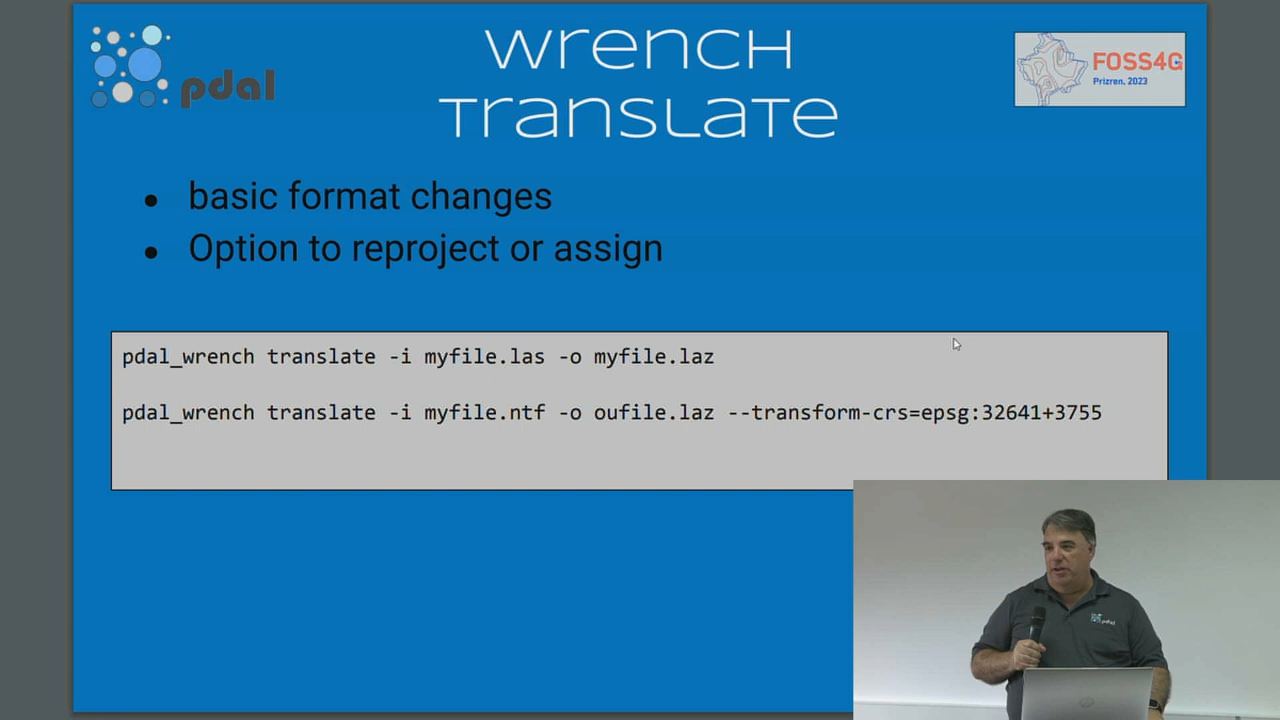 pdal
wrench
translate
FOSS4G
Prizren, 2023
• basic format changes
• Option to reproject or assign
pdal_wrench translate -i myfile.las -o myfile.laz
pdal_wrench translate -i myfile.ntf -o oufile.laz --transform-crs=epsg:32641+3755
pdal